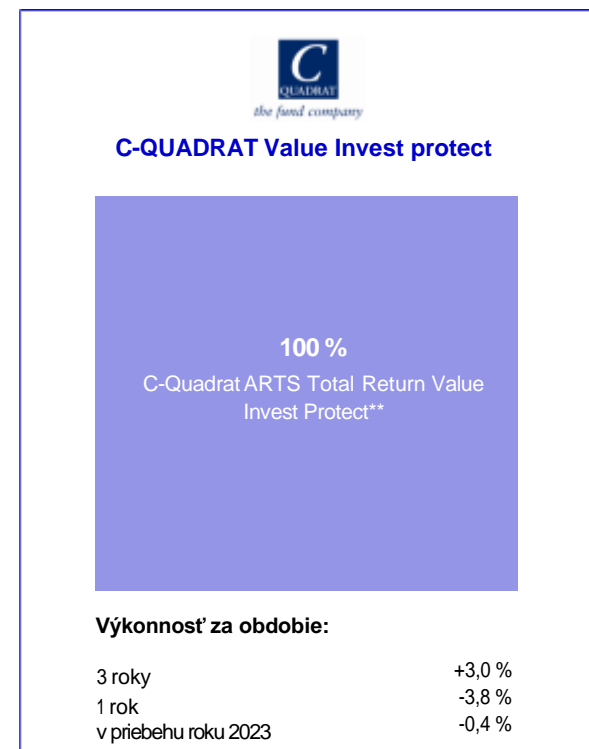 C
QUADRAT
the fund company
C-QUADRAT Value Invest protect
100 %
C-Quadrat ARTS Total Return Value
Invest Protect**
Výkonnosť za obdobie:
3 roky +3,0 %
1 rok -3,8 %
v priebehu roku 2023 -0,4 %